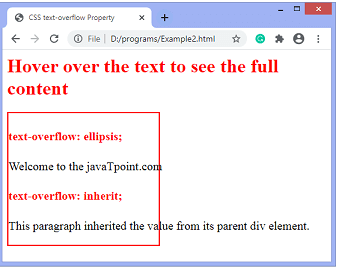 CSS text-overflow Property
File | D:/programs/Example2.html
Hover over the text to see the full
content
text-overflow: ellipsis;
Welcome to the javaTpoint.com
text-overflow: inherit;
This paragraph inherited the value from its parent div element.